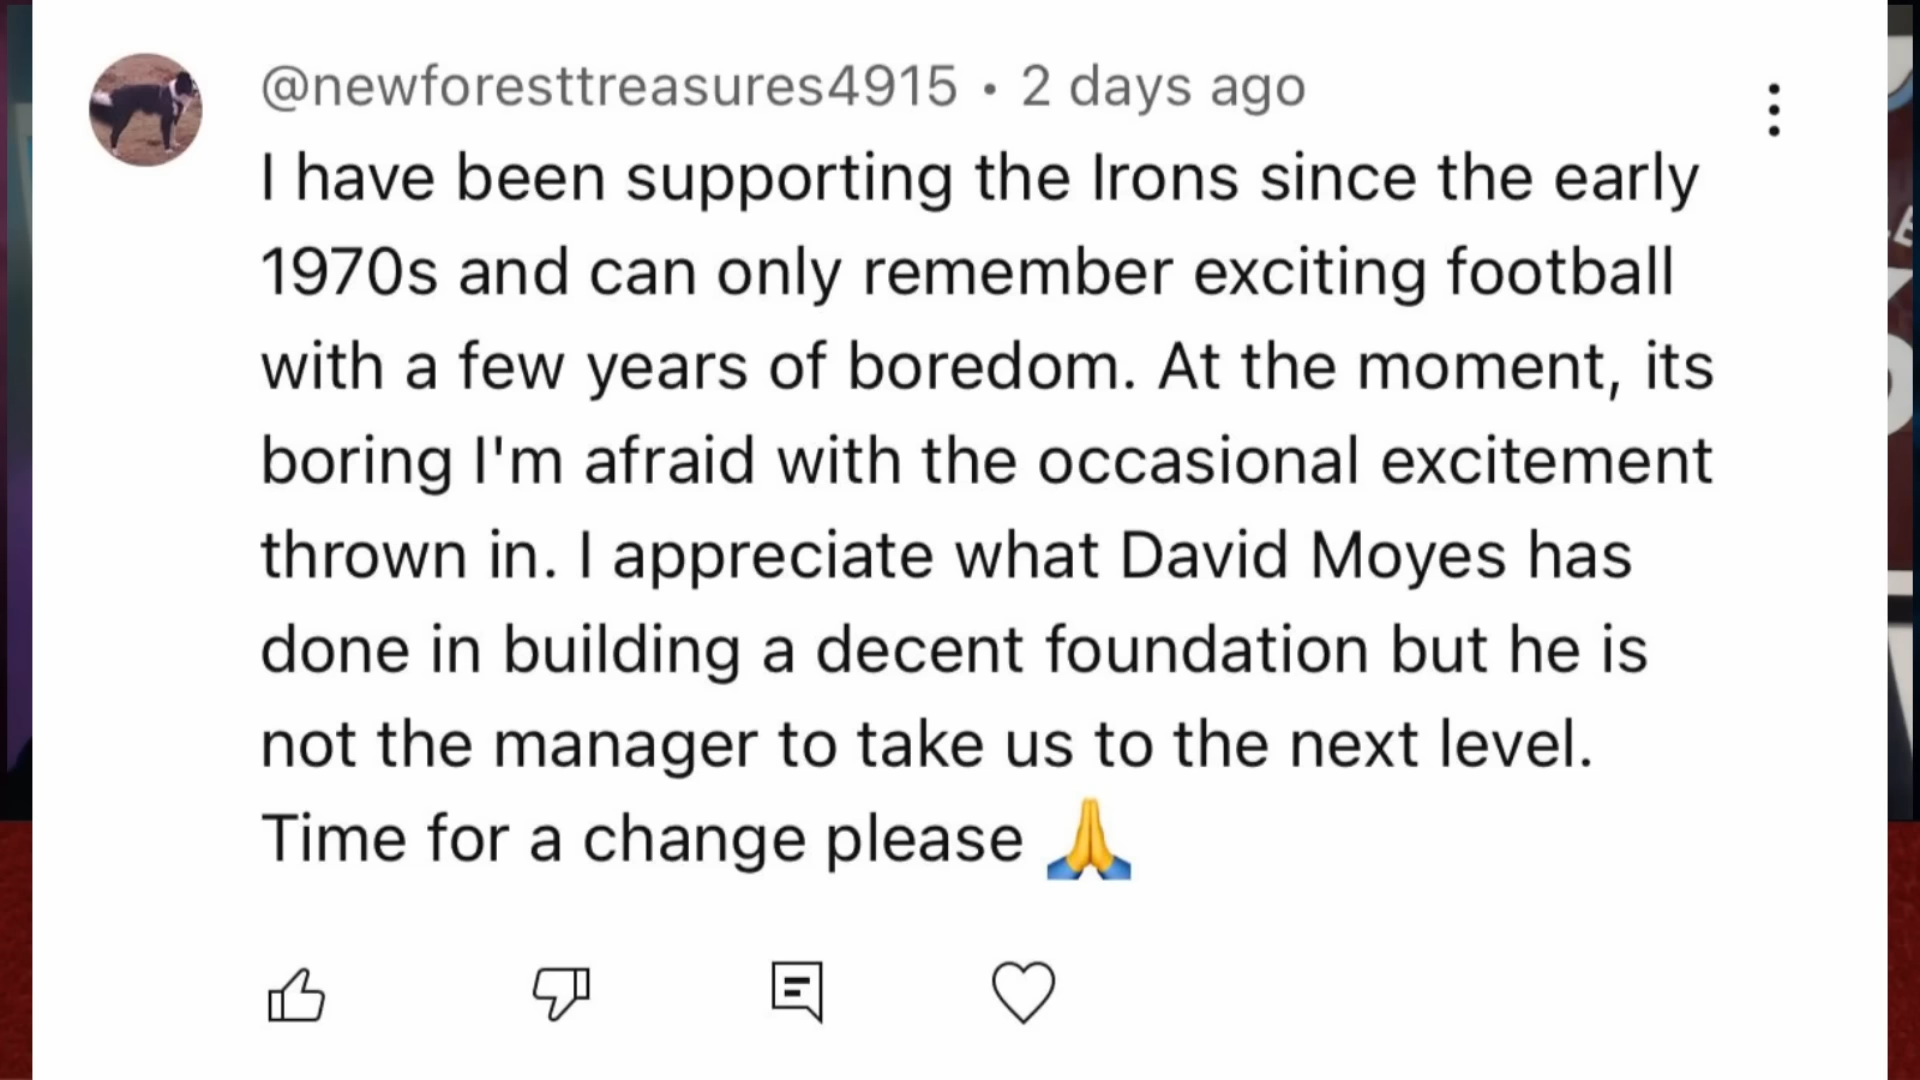 @newforesttreasures4915 • 2 days ago
I have been supporting the Irons since the early
1970s and can only remember exciting football
with a few years of boredom. At the moment, its
boring I'm afraid with the occasional excitement
thrown in. I appreciate what David Moyes has
done in building a decent foundation but he is
not the manager to take us to the next level.
Time for a change please 🙏